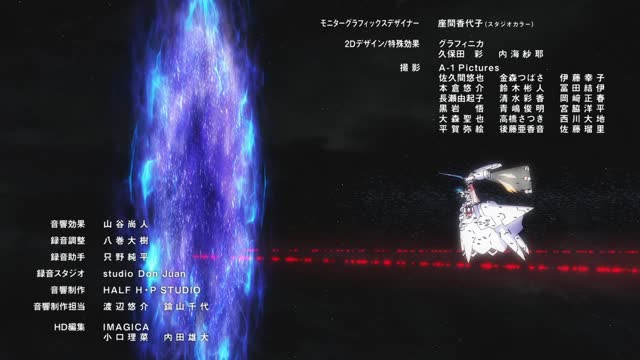 モニターグラフィックスデザイナー 座間香代子(スタジオカラー)
2Dデザイン/特殊効果 グラフィニカ
久保田 彩 内海紗耶
撮影 A-1 Pictures
佐久間悠也 金森つばさ 伊藤幸子
本倉悠介 鈴木彬人 冨田結伊
長瀬由起子 清水彩香 岡﨑正春
黒岩 悟 青嶋俊明 宮脇洋平
大森聖也 高橋さつき 西川大地
平賀弥絵 後藤亜香音 佐藤瑠里
音響効果 山谷尚人
録音調整 八巻大樹
録音助手 只野純平
録音スタジオ studio Don Juan
音響制作 HALF H・P STUDIO
音響制作担当 渡辺悠介 鑰山千代
HD編集 IMAGICA
小口理菜 内田雄大